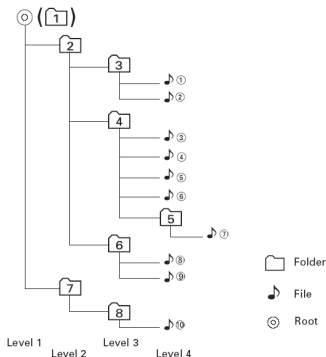 (1)
2
3
①
②
4
③
④
⑤
⑥
5
⑦
6
⑧
⑨
7
8
⑩
Folder
File
Root
Level 1
Level 2
Level 3
Level 4